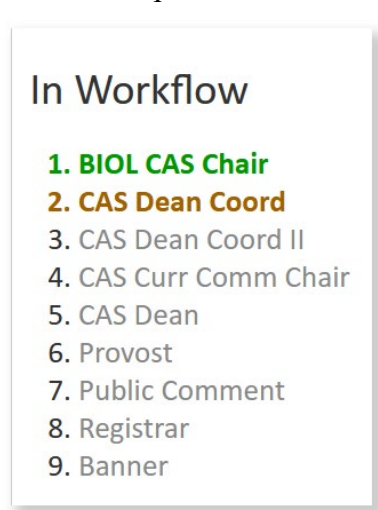 In Workflow
1. BIOL CAS Chair
2. CAS Dean Coord
3. CAS Dean Coord II
4. CAS Curr Comm Chair
5. CAS Dean
6. Provost
7. Public Comment
8. Registrar
9. Banner